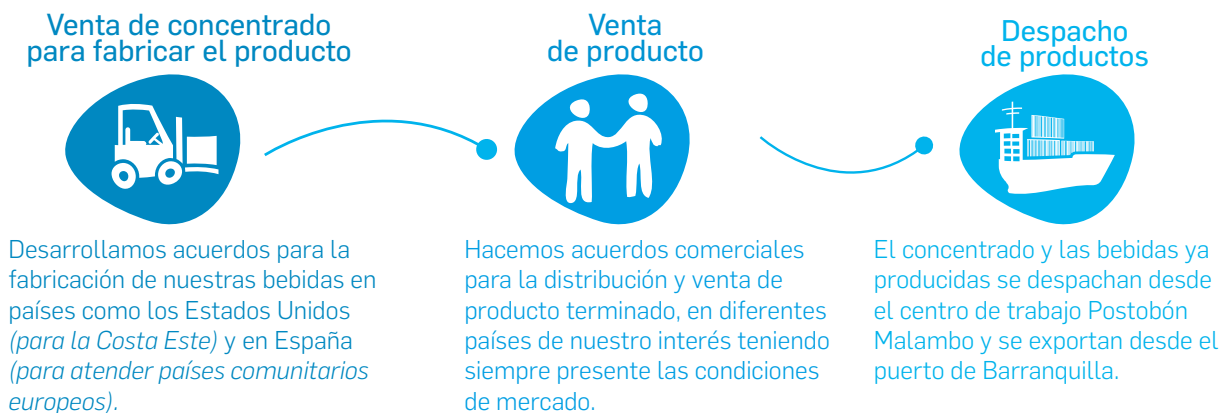 Venta de concentrado
para fabricar el producto
Desarrollamos acuerdos para la
fabricación de nuestras bebidas en
países como los Estados Unidos
(para la Costa Este) y en España
(para atender países comunitarios
europeos).
Venta
de producto
Hacemos acuerdos comerciales
para la distribución y venta de
producto terminado, en diferentes
países de nuestro interés teniendo
siempre presente las condiciones
de mercado.
Despacho
de productos
El concentrado y las bebidas ya
producidas se despachan desde
el centro de trabajo Postobón
Malambo y se exportan desde el
puerto de Barranquilla.